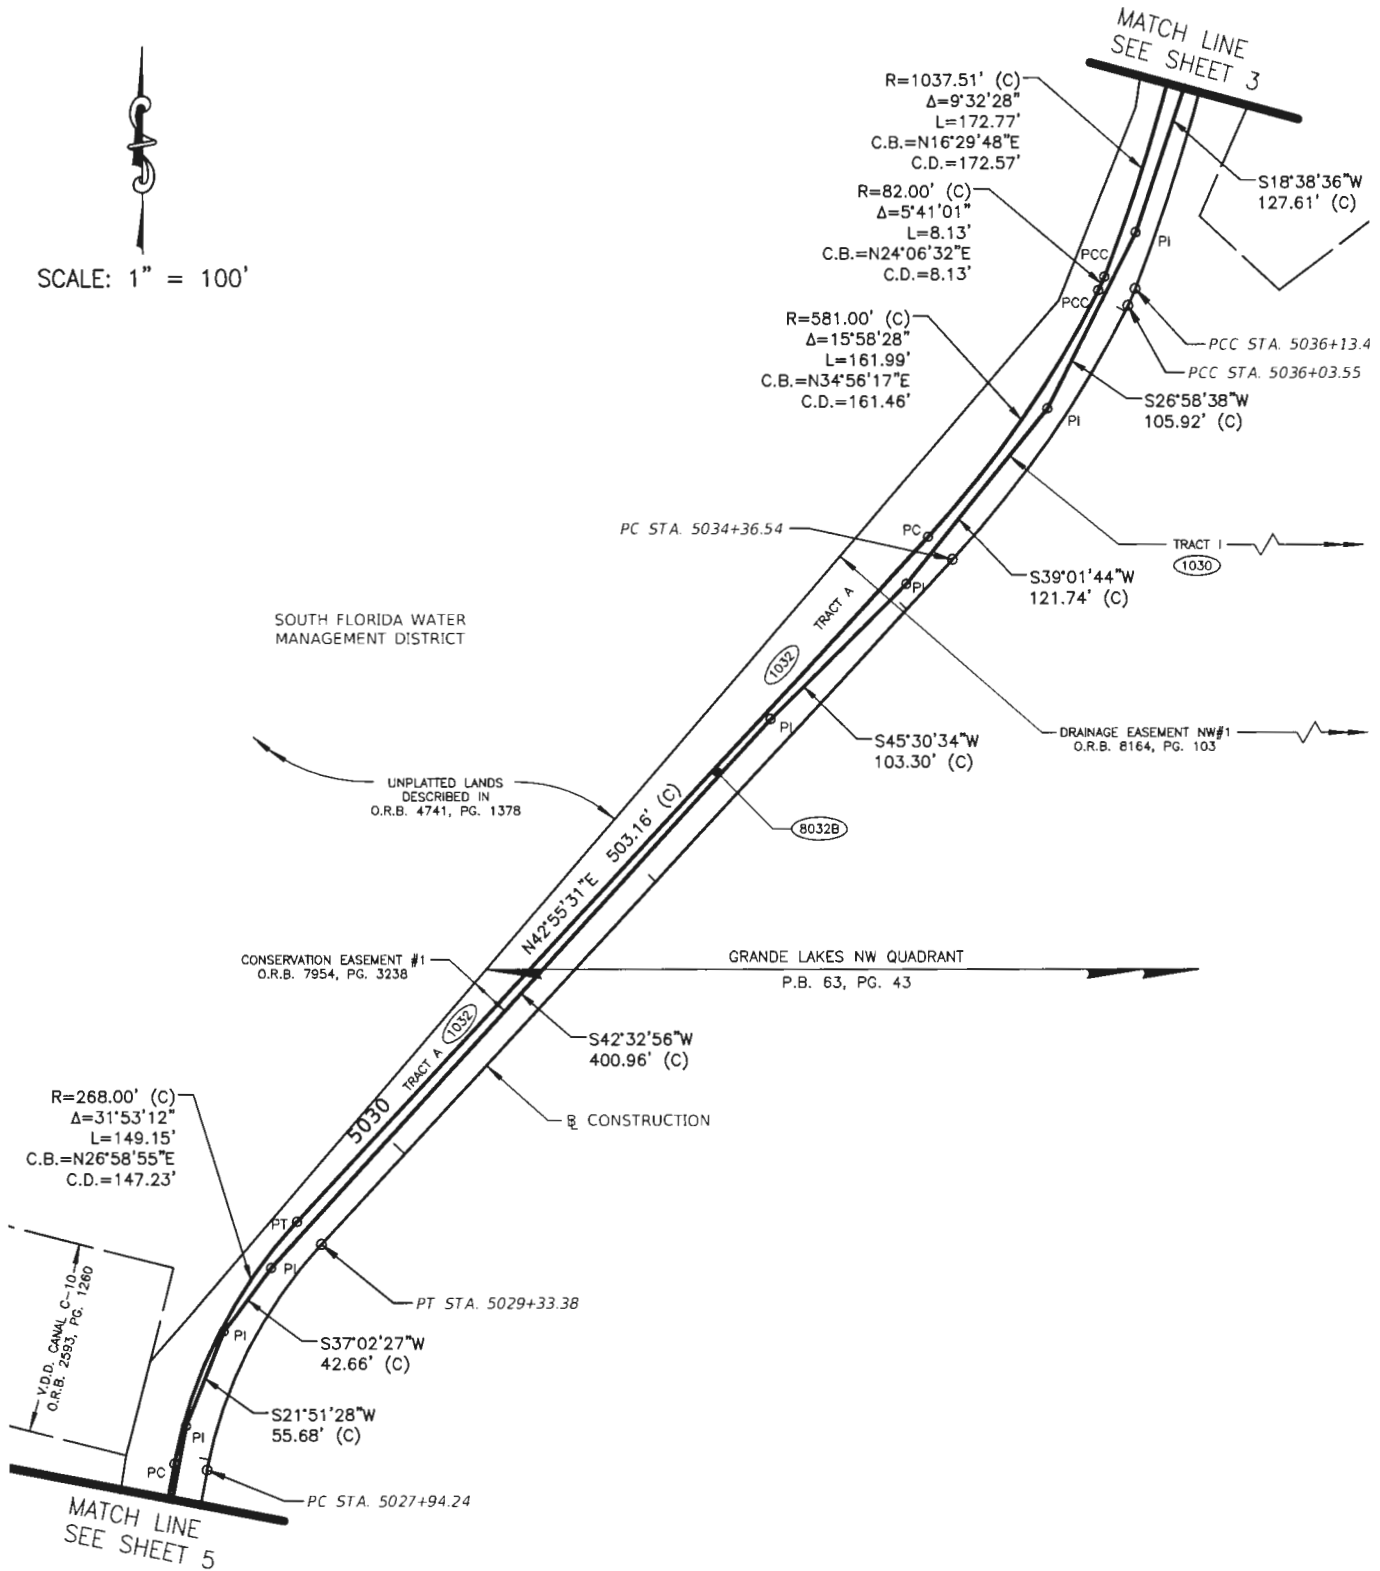 MATCH LINE
SEE SHEET 3
R=1037.51' (C)
Δ=9°32'28"
L=172.77'
C.B.=N16°29'48"E
C.D.=172.57'
S18°38'36"W
127.61' (C)
R=82.00' (C)
Δ=5°41'01"
L=8.13'
C.B.=N24°06'32"E
C.D.=8.13'
SCALE: 1" = 100'
PI
PCC
PCC
R=581.00' (C)
Δ=15°58'28"
L=161.99'
C.B.=N34°56'17"E
C.D.=161.46'
PCC STA. 5036+13.4
PCC STA. 5036+03.55
S26°58'38"W
105.92' (C)
PI
PC STA. 5034+36.54
PC
TRACT I
1030
S39°01'44"W
121.74' (C)
PI
TRACT A
SOUTH FLORIDA WATER
MANAGEMENT DISTRICT
1032
PI
S45°30'34"W
103.30' (C)
DRAINAGE EASEMENT NW#1
O.R.B. 8164, PG. 103
UNPLATTED LANDS
DESCRIBED IN
O.R.B. 4741, PG. 1378
8032B
N42°55'31"E 503.16' (C)
CONSERVATION EASEMENT #1
O.R.B. 7954, PG. 3238
GRANDE LAKES NW QUADRANT
P.B. 63, PG. 43
1032
TRACT A
S42°32'56"W
400.96' (C)
5030
BL CONSTRUCTION
R=268.00' (C)
Δ=31°53'12"
L=149.15'
C.B.=N26°58'55"E
C.D.=147.23'
PT
PI
V.D.D. CANAL C-10
O.R.B. 2593, PG. 1260
PT STA. 5029+33.38
PI
S37°02'27"W
42.66' (C)
S21°51'28"W
55.68' (C)
PI
PC
PC STA. 5027+94.24
MATCH LINE
SEE SHEET 5